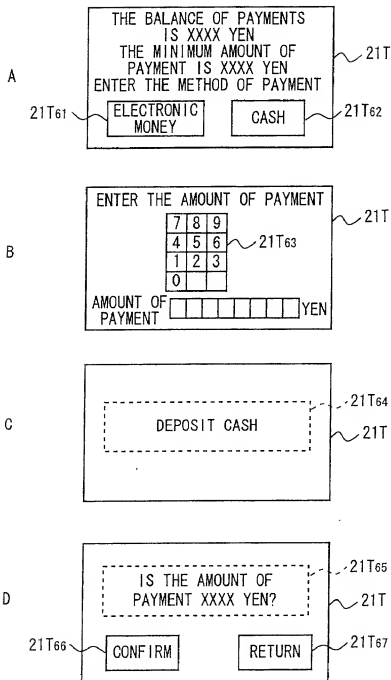 THE BALANCE OF PAYMENTS
IS XXXX YEN
THE MINIMUM AMOUNT OF
PAYMENT IS XXXX YEN
ENTER THE METHOD OF PAYMENT
21T
A
21T61
ELECTRONIC
MONEY
CASH
21T62
ENTER THE AMOUNT OF PAYMENT
21T
7 8 9
4 5 6
21T63
B
1 2 3
0
AMOUNT OF
PAYMENT
YEN
21T64
C
DEPOSIT CASH
21T
21T65
IS THE AMOUNT OF
PAYMENT XXXX YEN?
21T
D
21T66
CONFIRM
RETURN
21T67